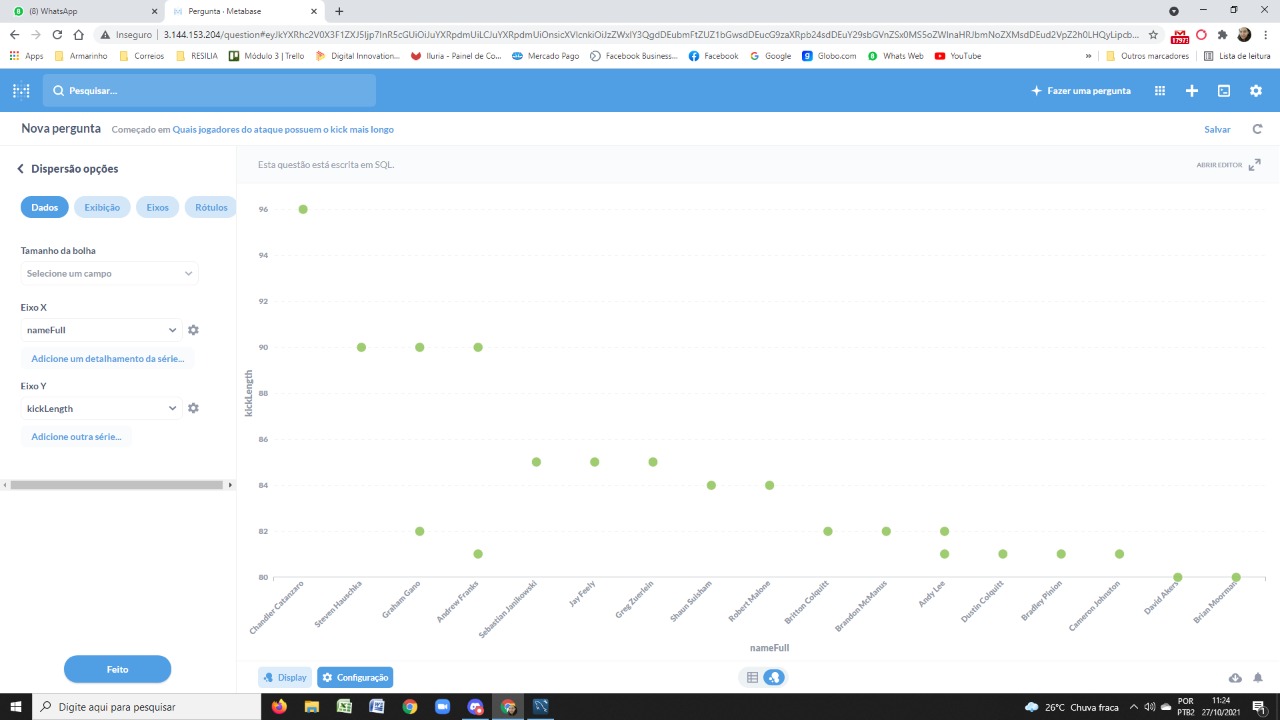 (8) WhatsApp
Pergunta · Metabase
Inseguro
Apps
Armarinho
Correios
RESILIA
Módulo 3 | Trello
Digital Innovation...
Iluria - Painel de Co...
Mercado Pago
Facebook Business...
Facebook
Google
Globo.com
Whats Web
YouTube
Outros marcadores
Lista de leitura
Pesquisar...
Fazer uma pergunta
Nova pergunta
Começado em Quais jogadores do ataque possuem o kick mais longo
Salvar
Dispersão opções
Esta questão está escrita em SQL.
ABRIR EDITOR
Dados
Exibição
Eixos
Rótulos
Tamanho da bolha
Selecione um campo
Eixo X
nameFull
Adicione um detalhamento da série...
Eixo Y
kickLength
Adicione outra série...
Feito
96
94
92
90
88
86
84
82
80
kickLength
Chandler Catanzaro
Steven Hauschka
Graham Gano
Andrew Franks
Sebastian Janikowski
Jay Feely
Greg Zuerlein
Shaun Suisham
Robert Malone
Britton Colquitt
Brandon McManus
Andy Lee
Dustin Colquitt
Bradley Pinion
Cameron Johnston
David Akers
Brian Moorman
nameFull
Display
Configuração
Digite aqui para pesquisar
26°C Chuva fraca
POR
PTB2
11:24
27/10/2021